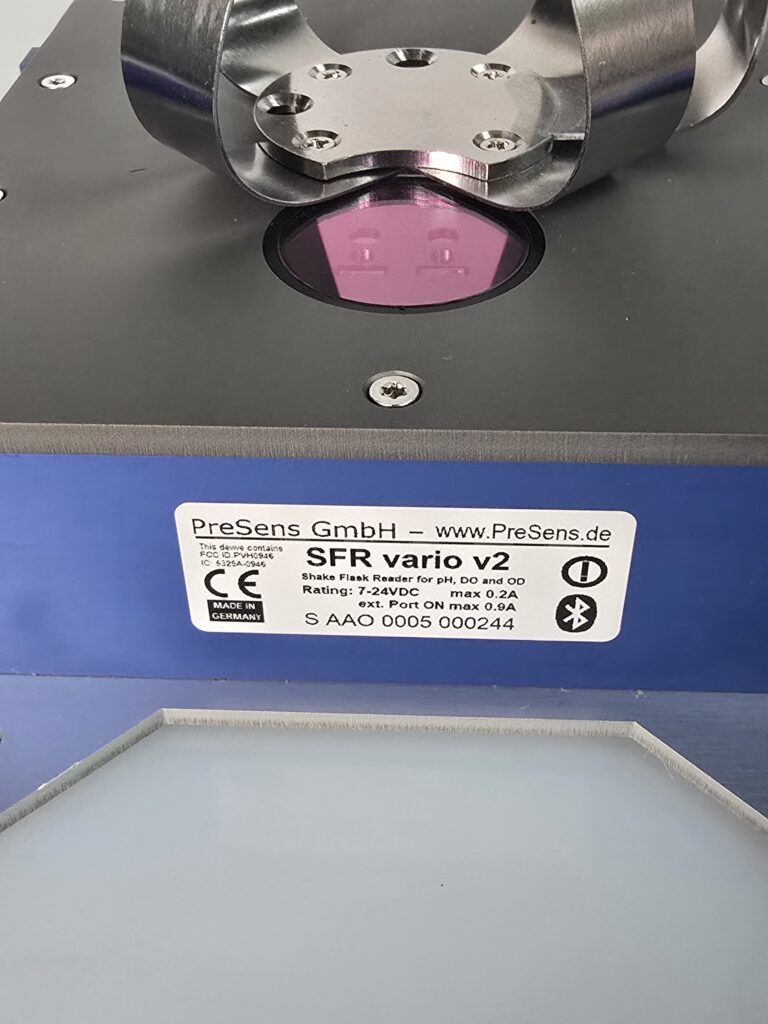 PreSens GmbH – www.PreSens.de
This device contains
FCC ID:PVH0946
IC: 5325A-0946
SFR vario v2
Shake Flask Reader for pH, DO and OD
Rating: 7-24VDC max 0.2A
ext. Port ON max 0.9A
CE
MADE IN
GERMANY
S AAO 0005 000244